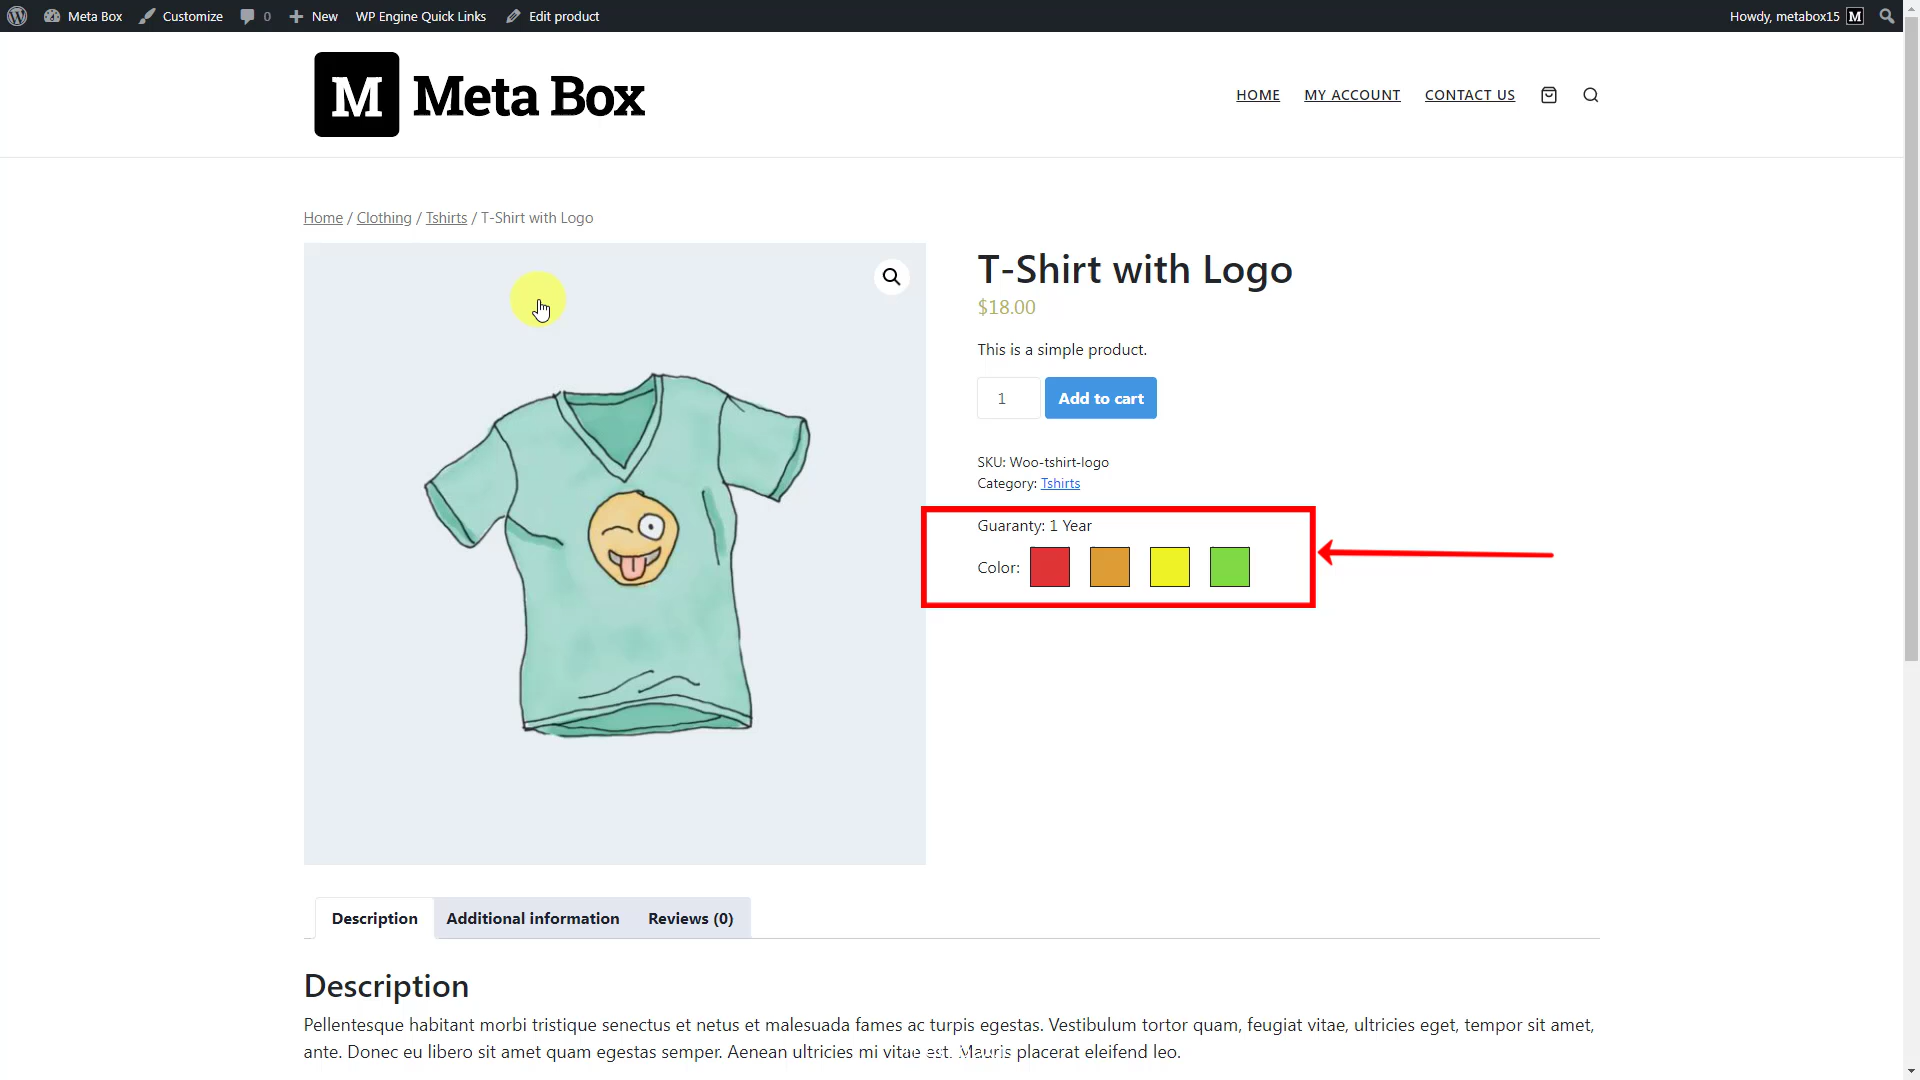 Meta Box Customize 0 New WP Engine Quick Links Edit product Howdy, metabox15 M
M Meta Box
HOME MY ACCOUNT CONTACT US
Home / Clothing / Tshirts / T-Shirt with Logo
T-Shirt with Logo
$18.00
This is a simple product.
1 Add to cart
SKU: Woo-tshirt-logo
Category: Tshirts
Guaranty: 1 Year
Color:
Description Additional information Reviews (0)
Description
Pellentesque habitant morbi tristique senectus et netus et malesuada fames ac turpis egestas. Vestibulum tortor quam, feugiat vitae, ultricies eget, tempor sit amet,
ante. Donec eu libero sit amet quam egestas semper. Aenean ultricies mi vitae est. Mauris placerat eleifend leo.